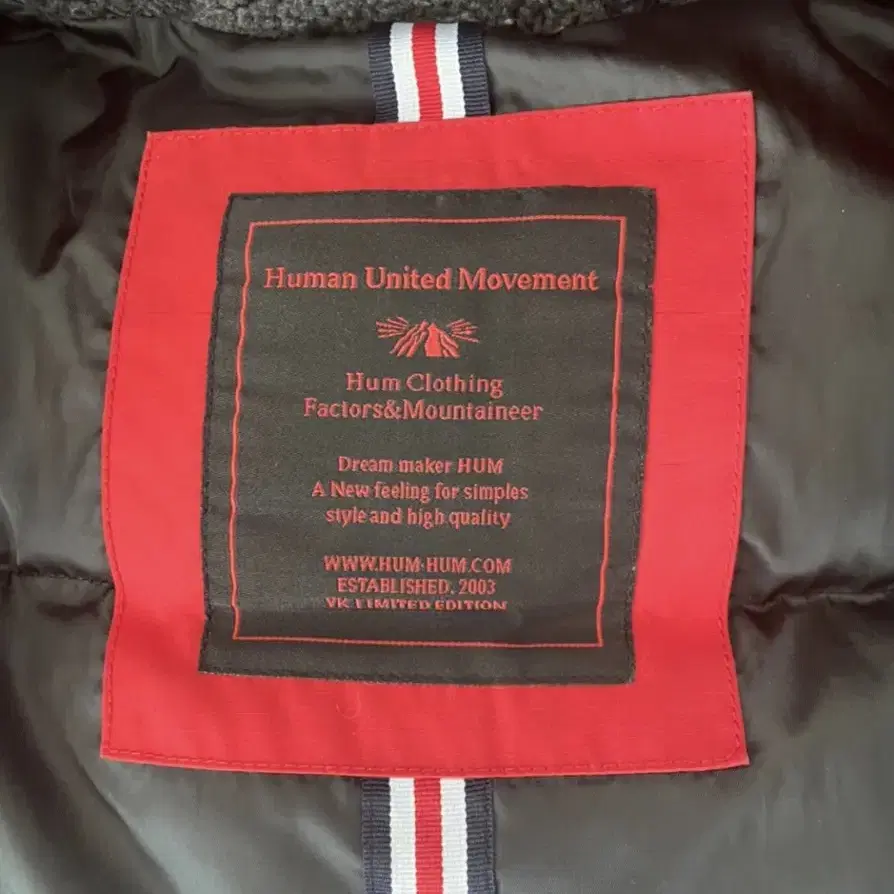 Human United Movement
Hum Clothing
Factors&Mountaineer
Dream maker HUM
A New feeling for simples
style and high quality
WWW.HUM-HUM.COM
ESTABLISHED. 2003
VK LIMITED EDITION